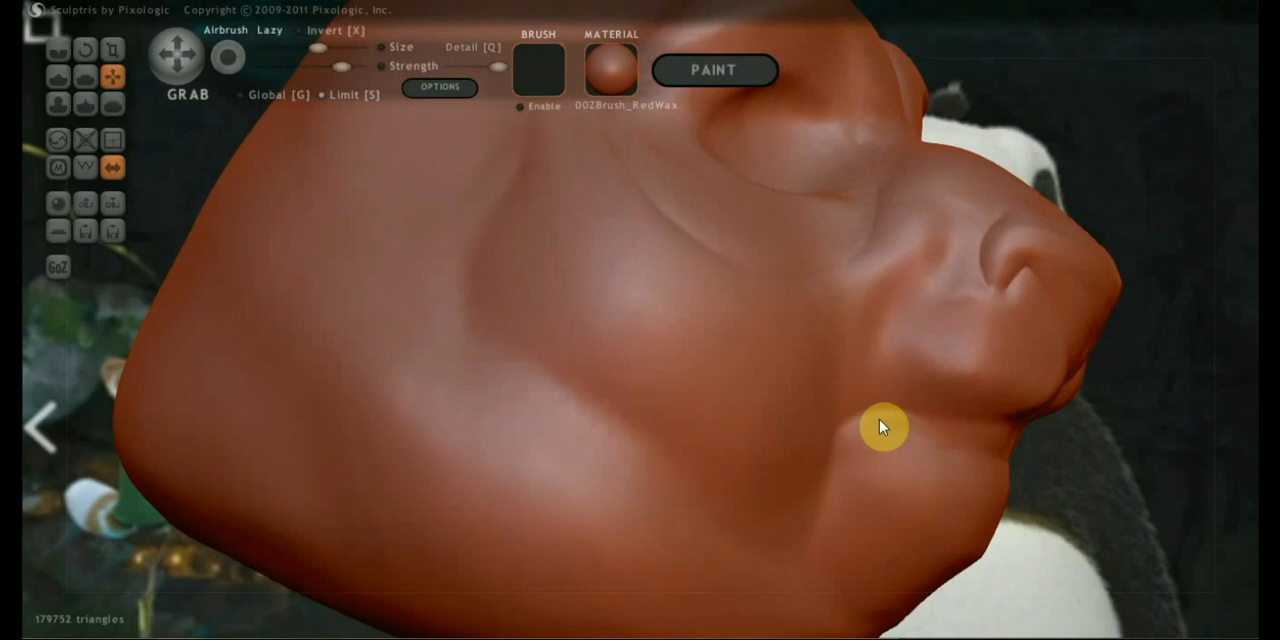 Sculptris by Pixologic Copyright © 2009-2011 Pixologic, Inc.
Airbrush Lazy Invert [X]
BRUSH
MATERIAL
Size
Detail [Q]
Strength
PAINT
GRAB
OPTIONS
Global [G] Limit [S]
Enable
00ZBrush_RedWax
GoZ
179752 triangles